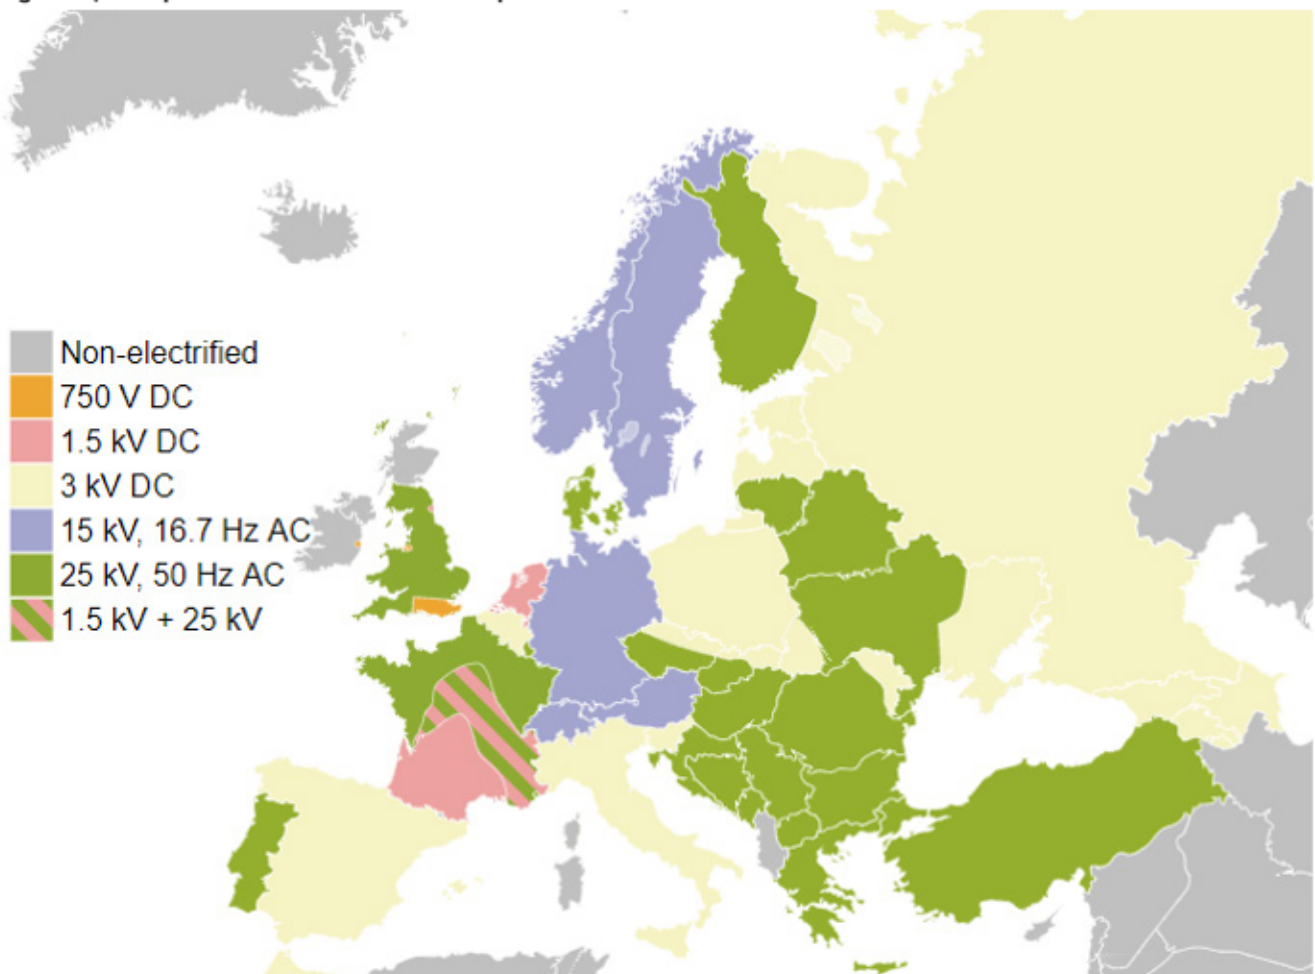 Non-electrified
750 V DC
1.5 kV DC
3 kV DC
15 kV, 16.7 Hz AC
25 kV, 50 Hz AC
1.5 kV + 25 kV